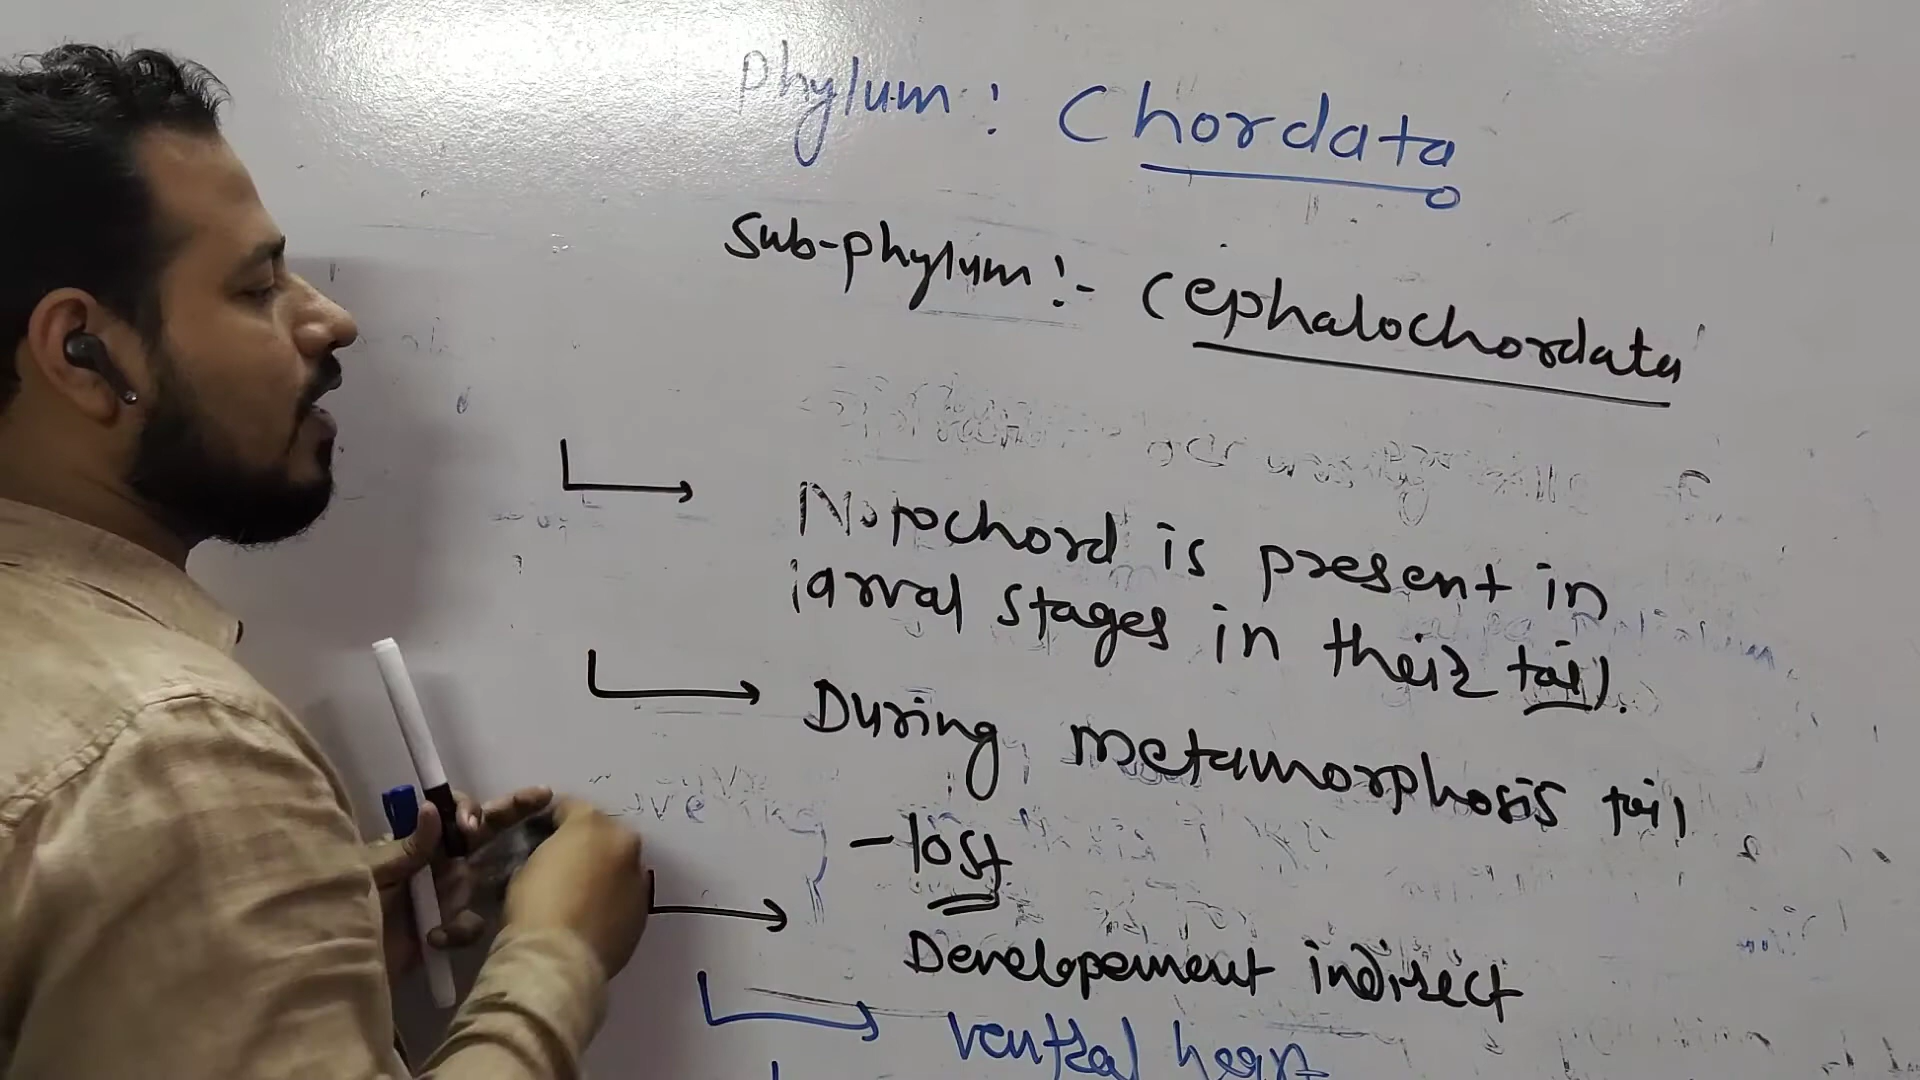 Phylum: Chordata
Sub-phylum:- Cephalochordata
Notochord is present in
larval stages in their tail.
During metamorphosis tail
- lost
Developement indirect
ventral heart